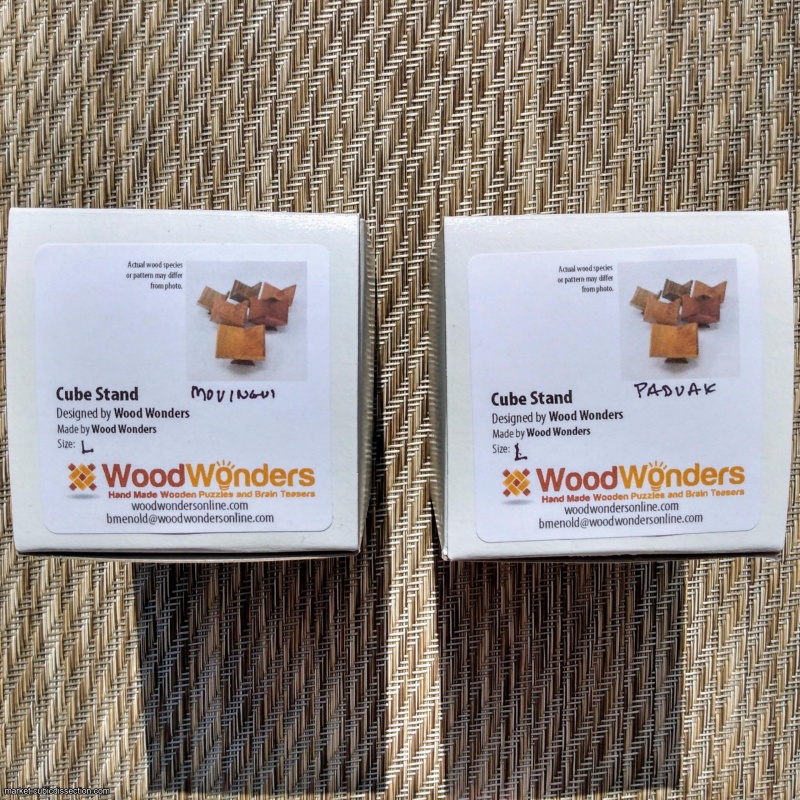 Actual wood species
or pattern may differ
from photo.
Cube Stand
MOVINGUI
Designed by Wood Wonders
Made by Wood Wonders
Size: L
WoodWonders
Hand Made Wooden Puzzles and Brain Teasers
woodwondersonline.com
bmenold@woodwondersonline.com
Actual wood species
or pattern may differ
from photo.
Cube Stand
PADUAK
Designed by Wood Wonders
Made by Wood Wonders
Size: L
WoodWonders
Hand Made Wooden Puzzles and Brain Teasers
woodwondersonline.com
bmenold@woodwondersonline.com
market.cubicdissection.com